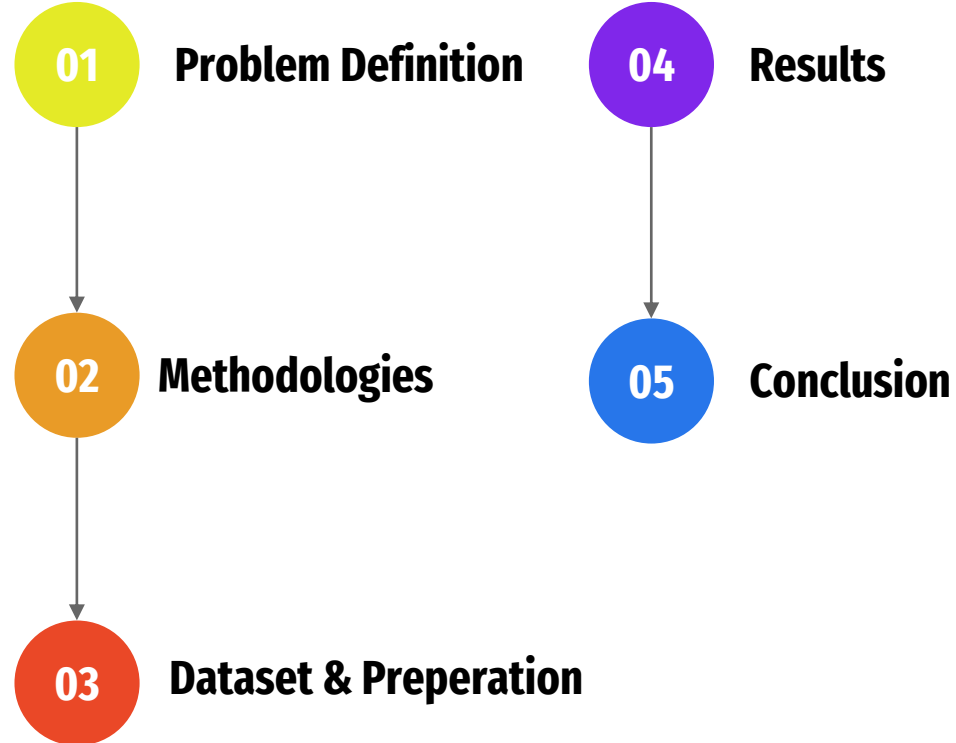 01 Problem Definition
02 Methodologies
03 Dataset & Preperation
04 Results
05 Conclusion